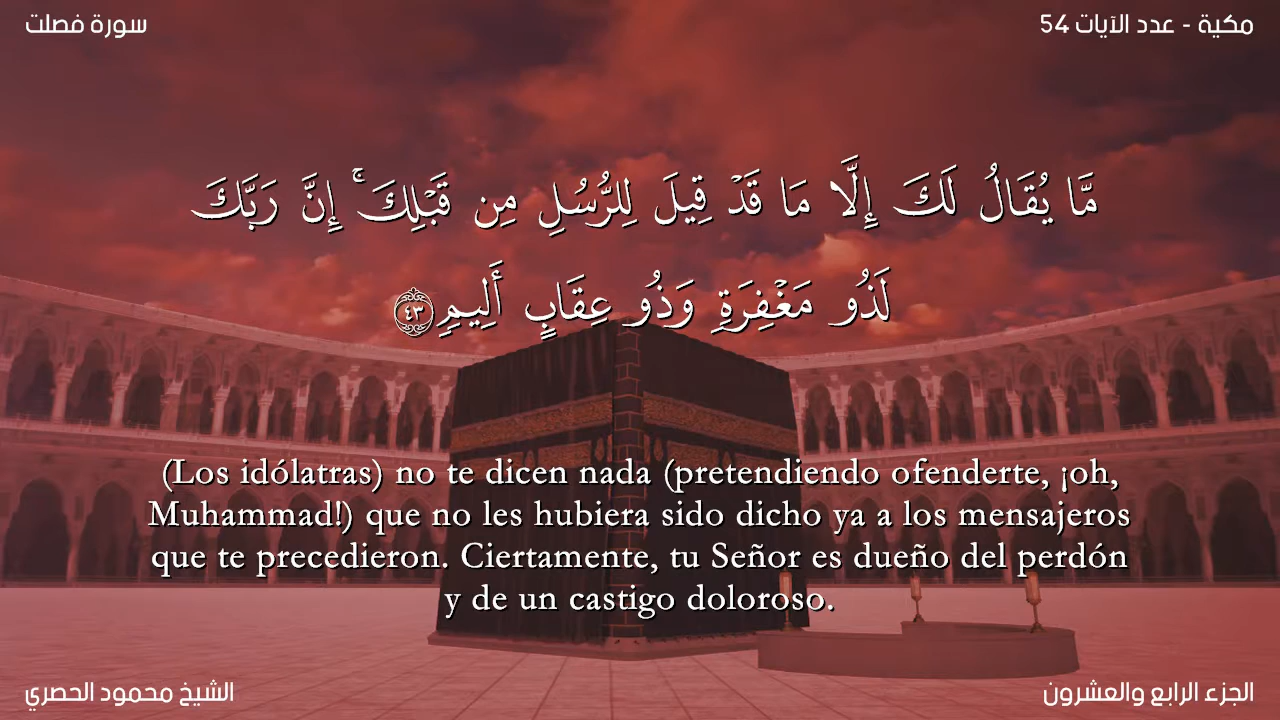 سورة فصلت
مكية - عدد الآيات 54
مَّا يُقَالُ لَكَ إِلَّا مَا قَدْ قِيلَ لِلرُّسُلِ مِن قَبْلِكَ ۚ إِنَّ رَبَّكَ
لَذُو مَغْفِرَةٍ وَذُو عِقَابٍ أَلِيمٍ ٤٣
(Los idólatras) no te dicen nada (pretendiendo ofenderte, ¡oh,
Muhammad!) que no les hubiera sido dicho ya a los mensajeros
que te precedieron. Ciertamente, tu Señor es dueño del perdón
y de un castigo doloroso.
الشيخ محمود الحصري
الجزء الرابع والعشرون